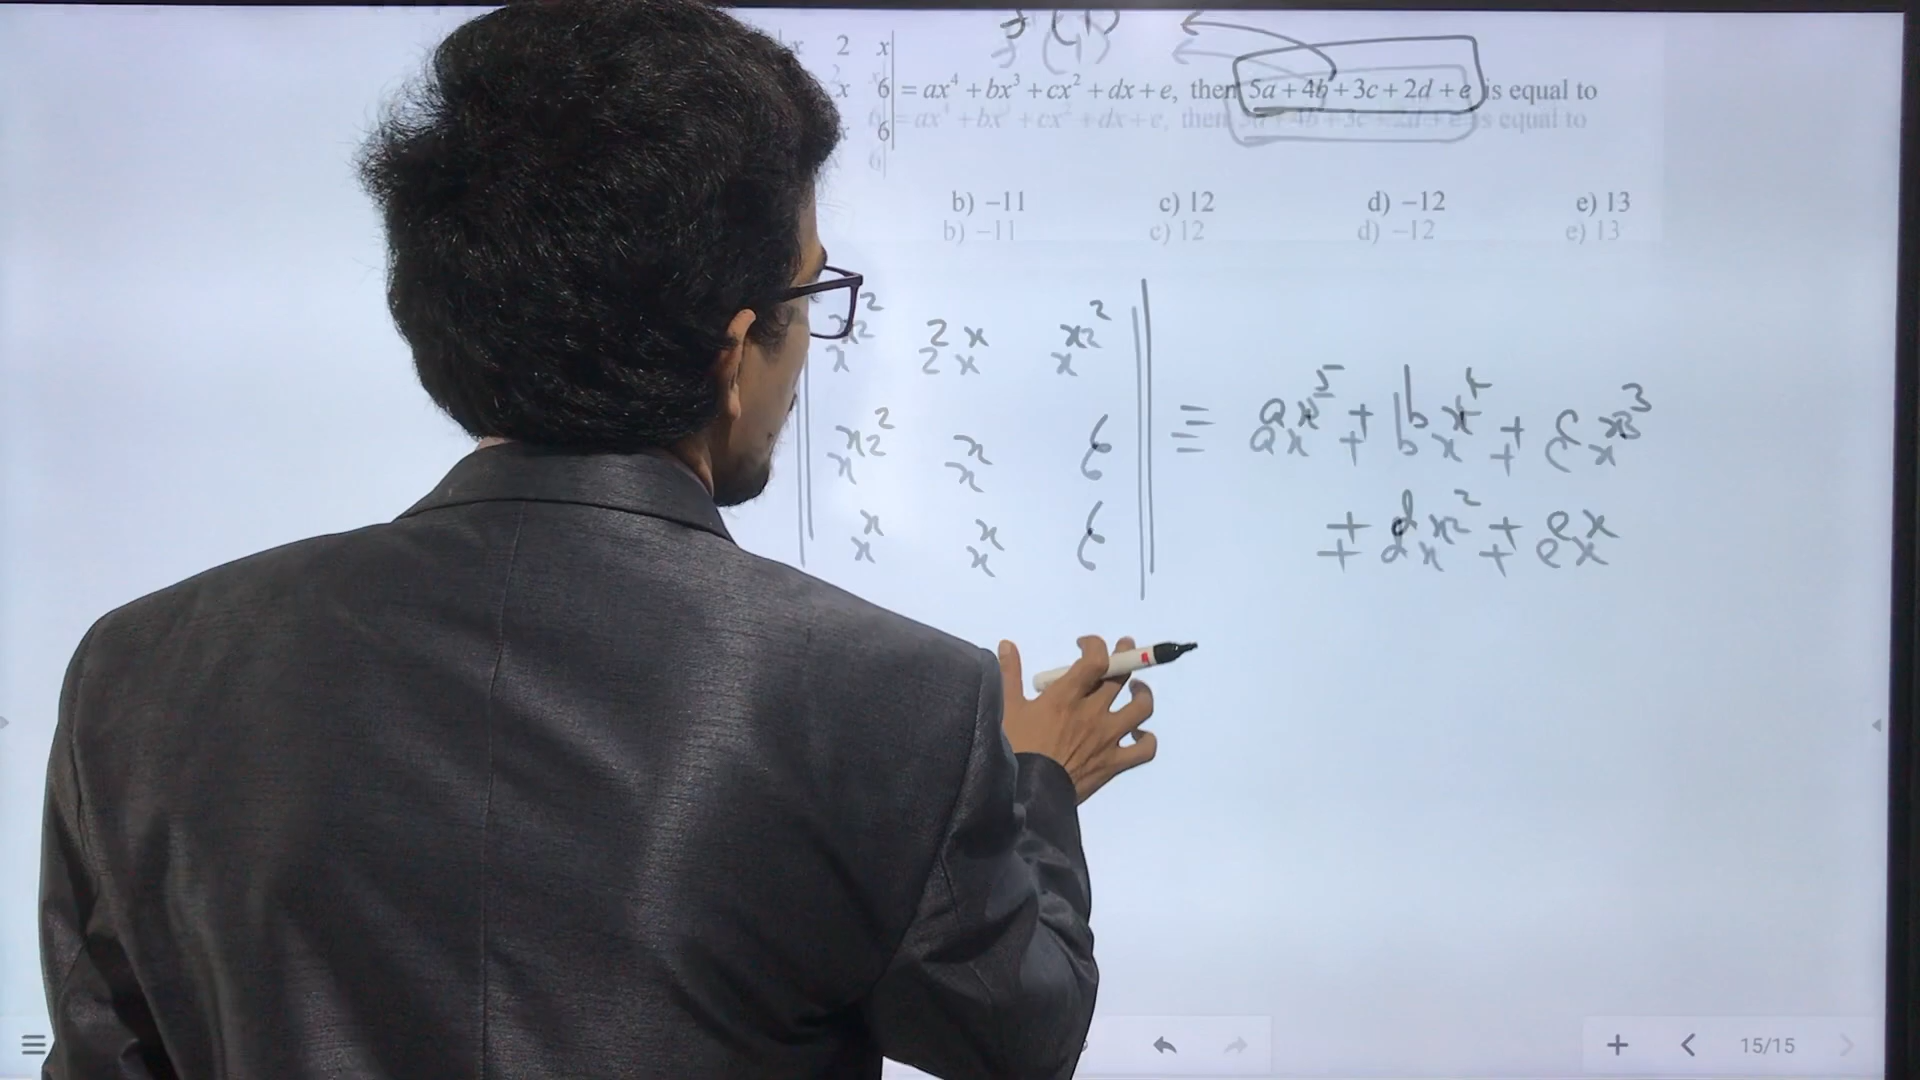 f(1)
x 2 x
x 6 = ax⁴ + bx³ + cx² + dx + e, then 5a + 4b + 3c + 2d + e is equal to
x 6
b) −11 c) 12 d) −12 e) 13
x² 2x x²
x² x 6 ≡ ax⁵ + bx⁴ + cx³
x x 6 + dx² + ex
15/15